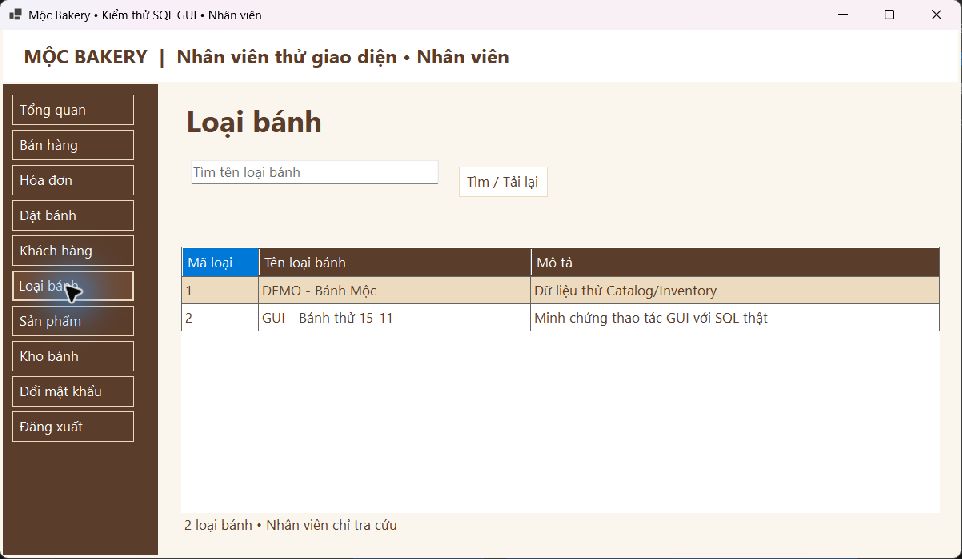 Mộc Bakery • Kiểm thử SQL GUI • Nhân viên
MỘC BAKERY | Nhân viên thử giao diện • Nhân viên
Tổng quan
Bán hàng
Hóa đơn
Đặt bánh
Khách hàng
Loại bánh
Sản phẩm
Kho bánh
Đổi mật khẩu
Đăng xuất
Loại bánh
Tìm tên loại bánh
Tìm / Tải lại
Mã loại Tên loại bánh Mô tả
1 DEMO - Bánh Mộc Dữ liệu thử Catalog/Inventory
2 GUI - Bánh thử 15-11 Minh chứng thao tác GUI với SQL thật
2 loại bánh • Nhân viên chỉ tra cứu